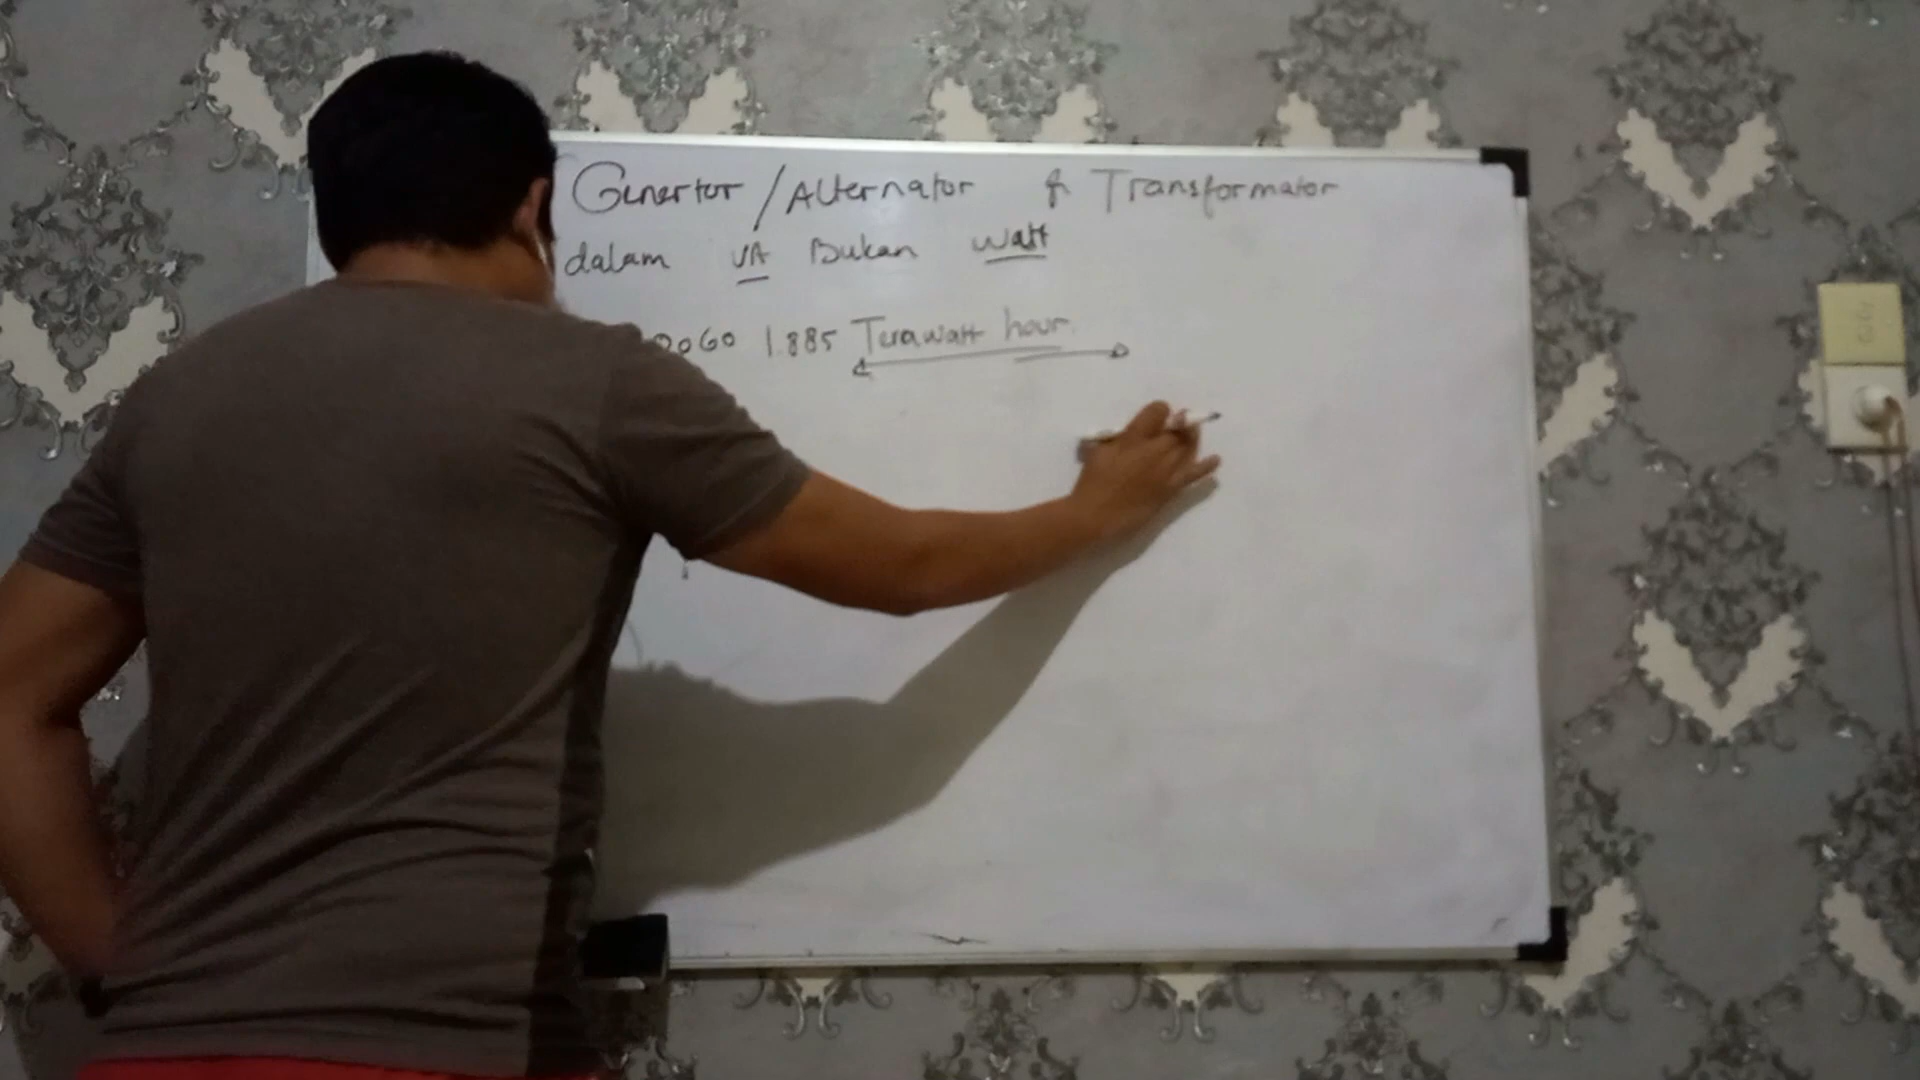 Genertor / Alternator & Transformator
dalam VA Bukan Watt
2060 1.885 Terawatt hour.